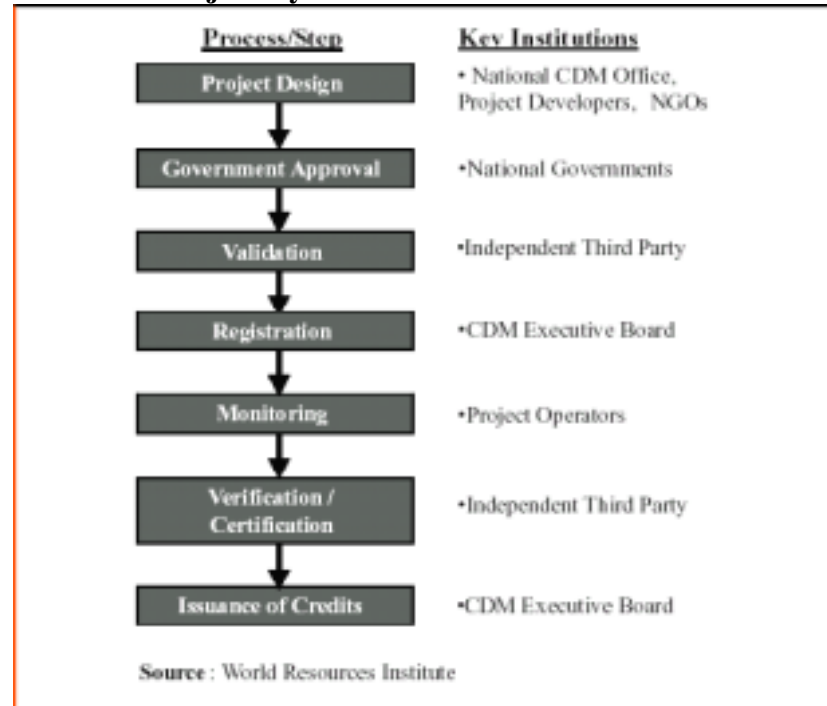 Process/Step
Key Institutions
Project Design
• National CDM Office,
Project Developers, NGOs
Government Approval
•National Governments
Validation
•Independent Third Party
Registration
•CDM Executive Board
Monitoring
•Project Operators
Verification /
Certification
•Independent Third Party
Issuance of Credits
•CDM Executive Board
Source : World Resources Institute